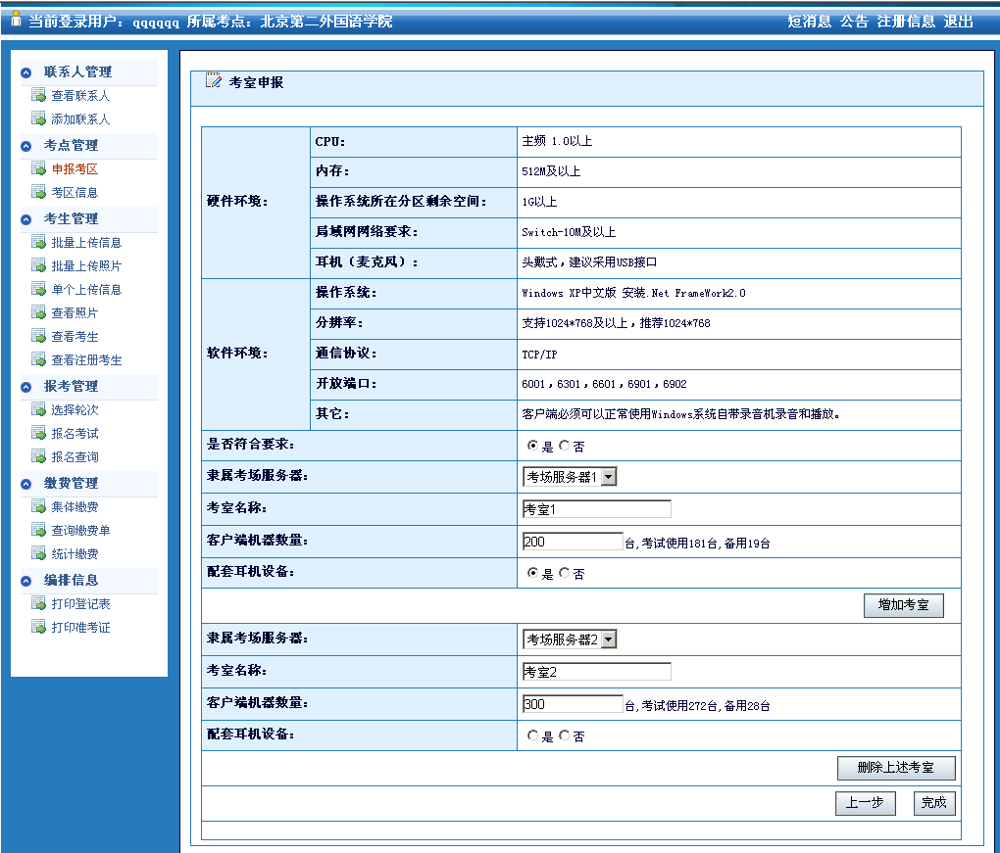 当前登录用户：qqqqqq 所属考点：北京第二外国语学院 短消息 公告 注册信息 退出
联系人管理
查看联系人
添加联系人
考点管理
申报考区
考区信息
考生管理
批量上传信息
批量上传照片
单个上传信息
查看照片
查看考生
查看注册考生
报考管理
选择轮次
报名考试
报名查询
缴费管理
集体缴费
查询缴费单
统计缴费
编排信息
打印登记表
打印准考证
考室申报
硬件环境：
CPU： 主频 1.0以上
内存： 512M及以上
操作系统所在分区剩余空间： 1G以上
局域网网络要求： Switch-10M及以上
耳机（麦克风）： 头戴式，建议采用USB接口
软件环境：
操作系统： Windows XP中文版 安装.Net FrameWork2.0
分辨率： 支持1024*768及以上，推荐1024*768
通信协议： TCP/IP
开放端口： 6001，6301，6601，6901，6902
其它： 客户端必须可以正常使用Windows系统自带录音机录音和播放。
是否符合要求： 是 否
隶属考场服务器： 考场服务器1
考室名称： 考室1
客户端机器数量： 200 台,考试使用181台,备用19台
配套耳机设备： 是 否
增加考室
隶属考场服务器： 考场服务器2
考室名称： 考室2
客户端机器数量： 300 台,考试使用272台,备用28台
配套耳机设备： 是 否
删除上述考室
上一步 完成